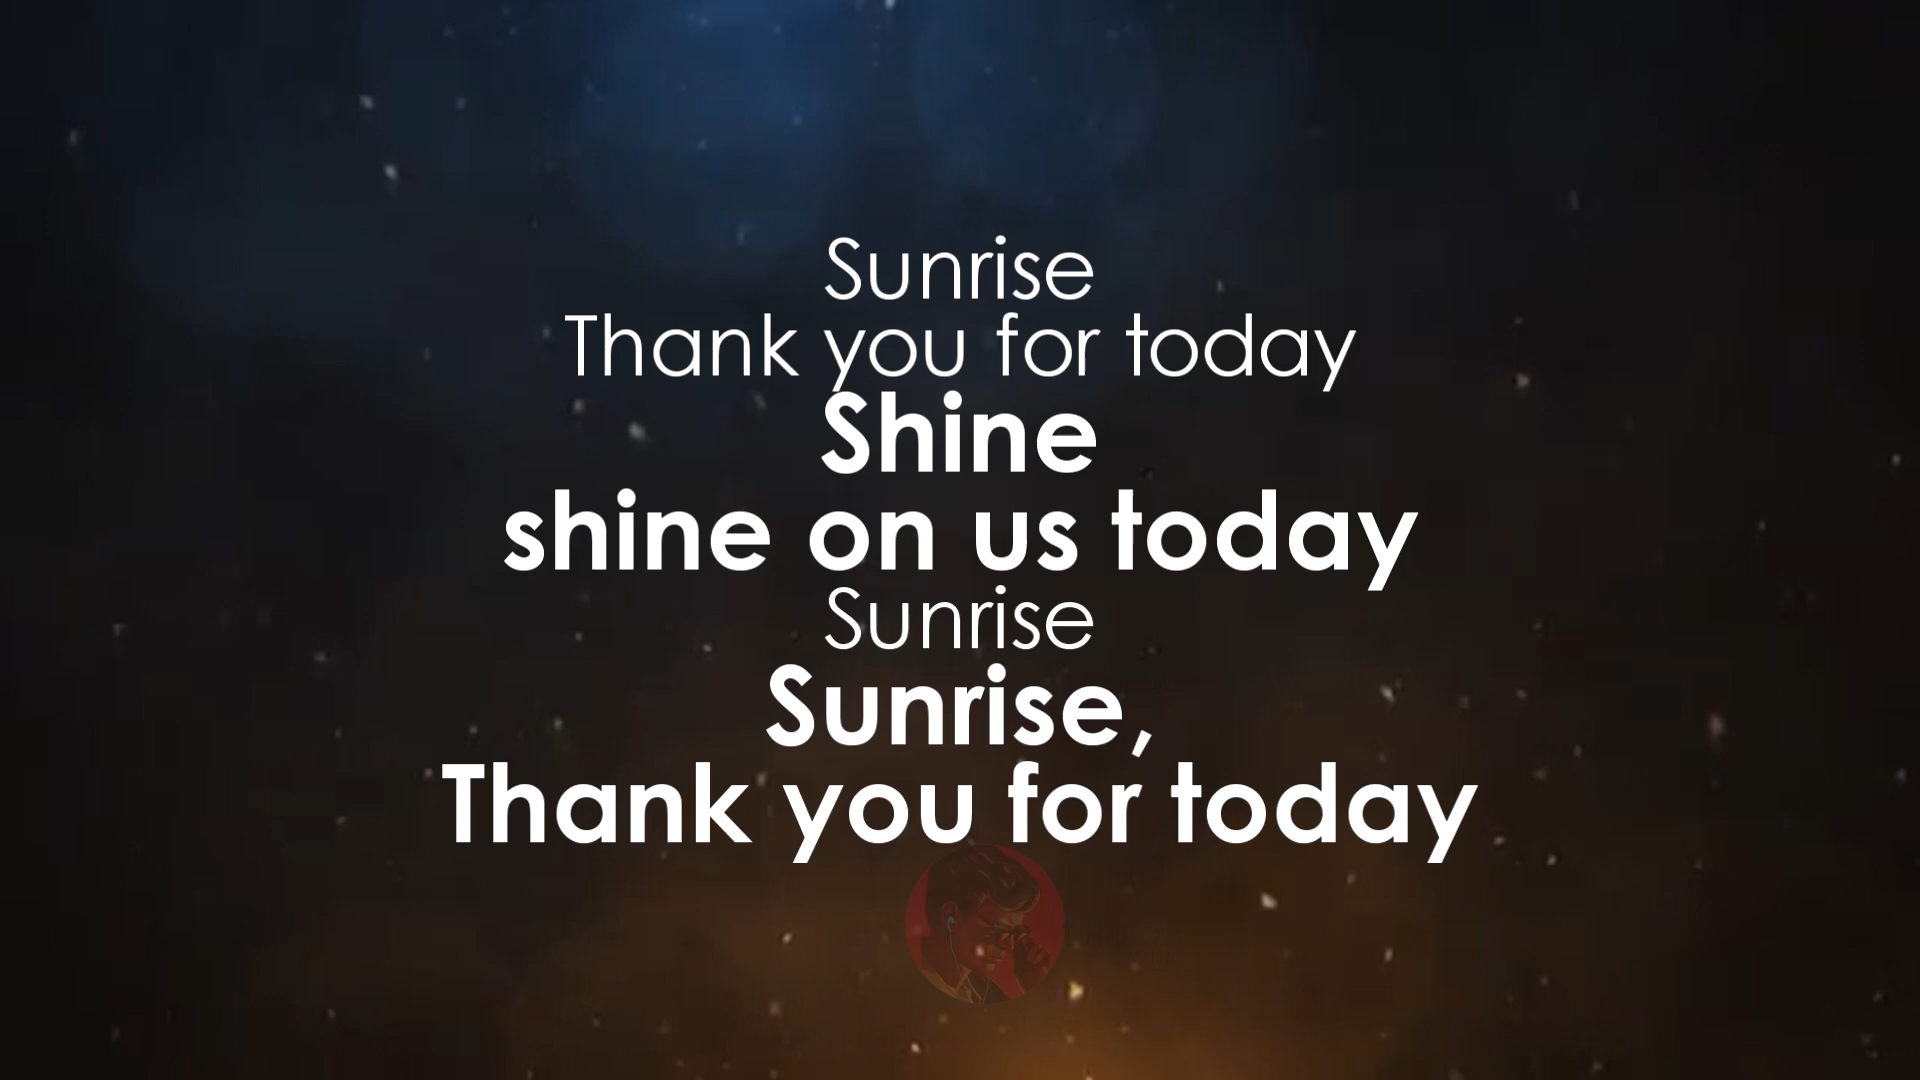 Sunrise
Thank you for today
Shine
shine on us today
Sunrise
Sunrise,
Thank you for today